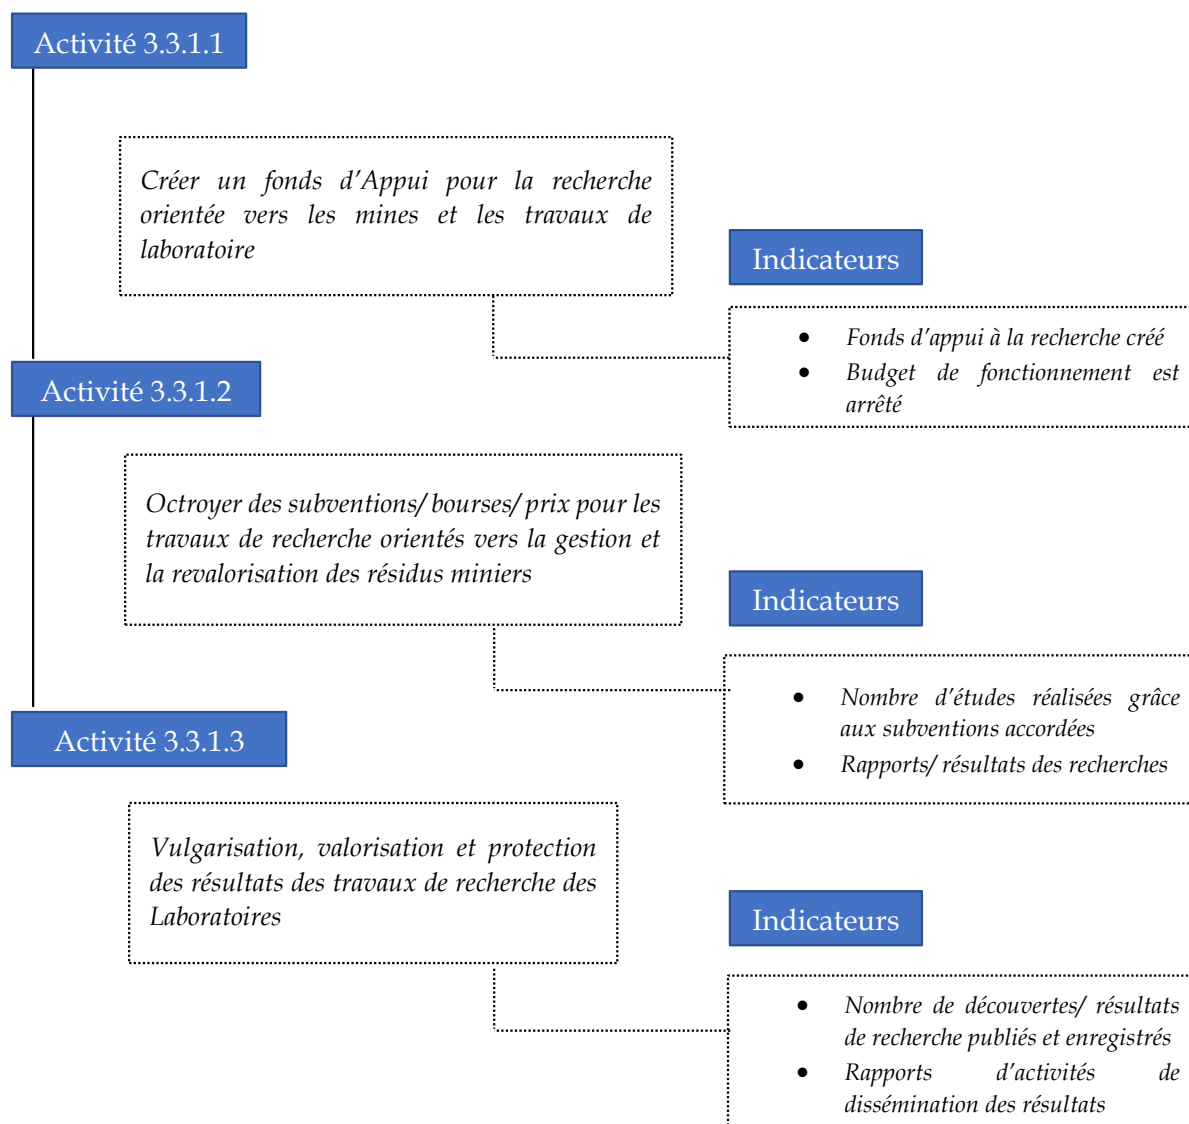 Activité 3.3.1.1
Créer un fonds d’Appui pour la recherche
orientée vers les mines et les travaux de
laboratoire
Indicateurs
• Fonds d’appui à la recherche créé
• Budget de fonctionnement est
arrêté
Activité 3.3.1.2
Octroyer des subventions/ bourses/ prix pour les
travaux de recherche orientés vers la gestion et
la revalorisation des résidus miniers
Indicateurs
• Nombre d’études réalisées grâce
aux subventions accordées
• Rapports/ résultats des recherches
Activité 3.3.1.3
Vulgarisation, valorisation et protection
des résultats des travaux de recherche des
Laboratoires
Indicateurs
• Nombre de découvertes/ résultats
de recherche publiés et enregistrés
• Rapports d’activités de
dissémination des résultats